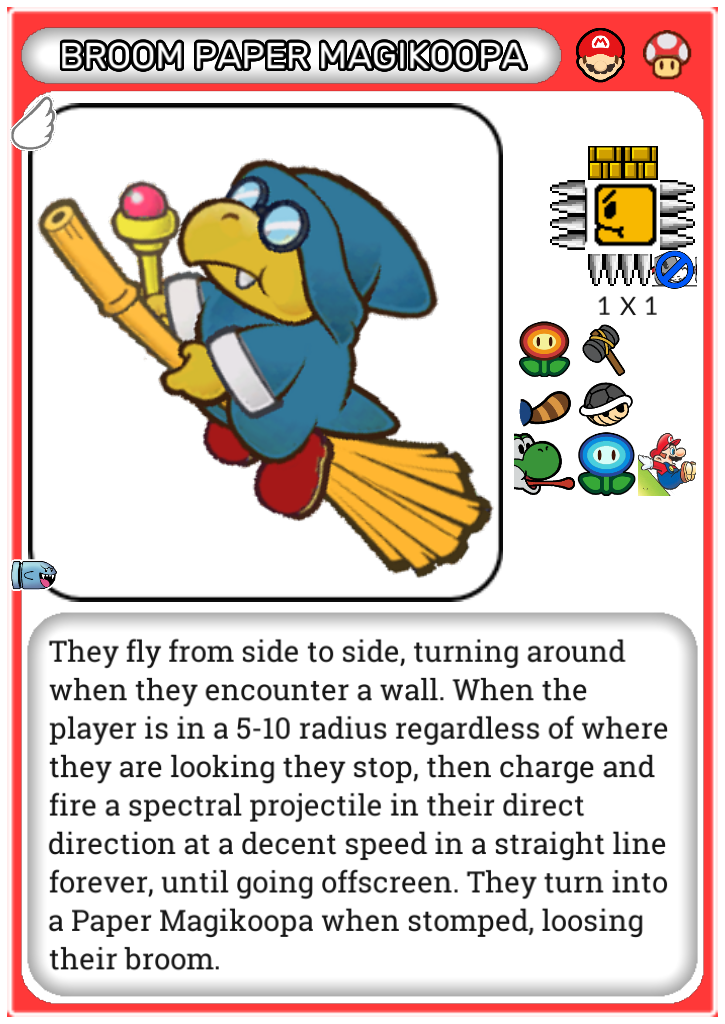 BROOM PAPER MAGIKOOPA
1 X 1
They fly from side to side, turning around
when they encounter a wall. When the
player is in a 5-10 radius regardless of where
they are looking they stop, then charge and
fire a spectral projectile in their direct
direction at a decent speed in a straight line
forever, until going offscreen. They turn into
a Paper Magikoopa when stomped, loosing
their broom.